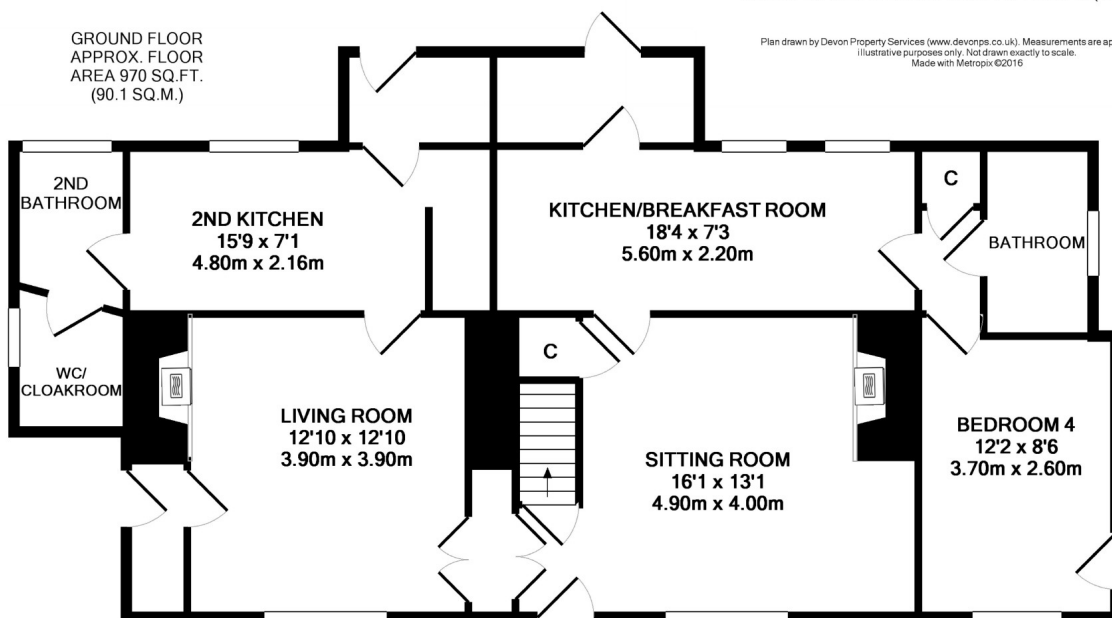 GROUND FLOOR
APPROX. FLOOR
AREA 970 SQ.FT.
(90.1 SQ.M.)
Plan drawn by Devon Property Services (www.devonps.co.uk). Measurements are
illustrative purposes only. Not drawn exactly to scale.
Made with Metropix ©2016
2ND
BATHROOM
2ND KITCHEN
15'9 x 7'1
4.80m x 2.16m
KITCHEN/BREAKFAST ROOM
18'4 x 7'3
5.60m x 2.20m
C
BATHROOM
WC/
CLOAKROOM
LIVING ROOM
12'10 x 12'10
3.90m x 3.90m
C
SITTING ROOM
16'1 x 13'1
4.90m x 4.00m
BEDROOM 4
12'2 x 8'6
3.70m x 2.60m